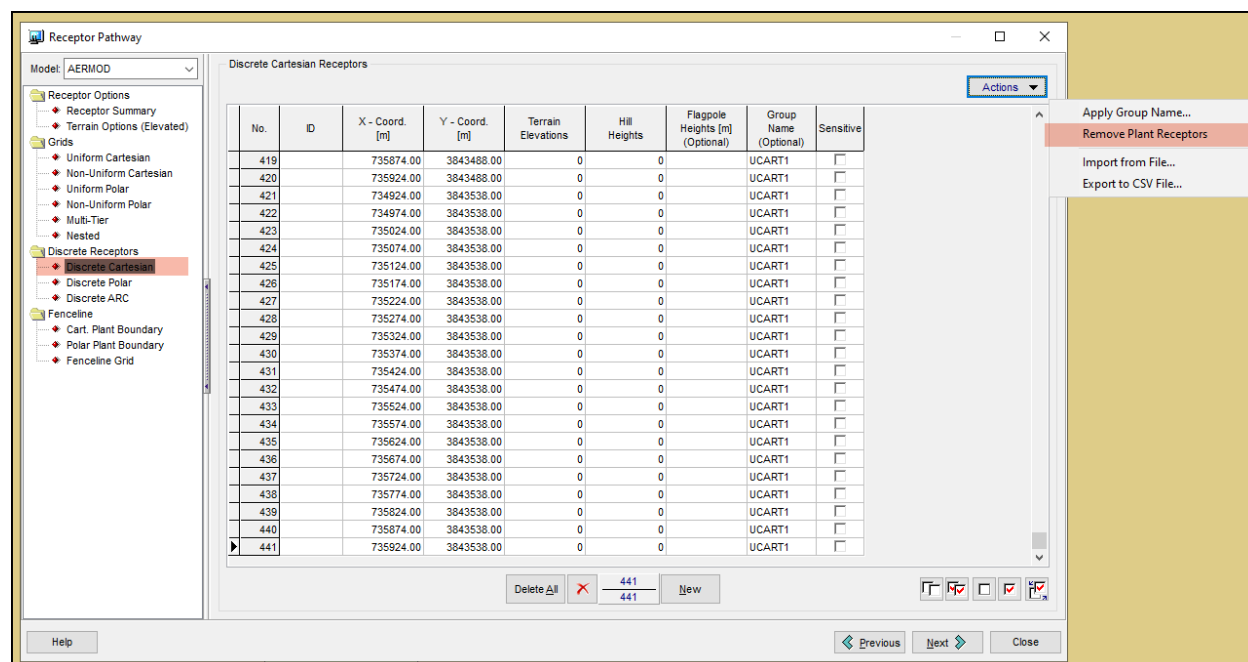 Receptor Pathway
Model: AERMOD
Receptor Options
Receptor Summary
Terrain Options (Elevated)
Grids
Uniform Cartesian
Non-Uniform Cartesian
Uniform Polar
Non-Uniform Polar
Multi-Tier
Nested
Discrete Receptors
Discrete Cartesian
Discrete Polar
Discrete ARC
Fenceline
Cart. Plant Boundary
Polar Plant Boundary
Fenceline Grid
Discrete Cartesian Receptors
Actions
Apply Group Name...
Remove Plant Receptors
Import from File...
Export to CSV File...
No. ID X - Coord. [m] Y - Coord. [m] Terrain Elevations Hill Heights Flagpole Heights [m] (Optional) Group Name (Optional) Sensitive
419 735874.00 3843488.00 0 0 UCART1
420 735924.00 3843488.00 0 0 UCART1
421 734924.00 3843538.00 0 0 UCART1
422 734974.00 3843538.00 0 0 UCART1
423 735024.00 3843538.00 0 0 UCART1
424 735074.00 3843538.00 0 0 UCART1
425 735124.00 3843538.00 0 0 UCART1
426 735174.00 3843538.00 0 0 UCART1
427 735224.00 3843538.00 0 0 UCART1
428 735274.00 3843538.00 0 0 UCART1
429 735324.00 3843538.00 0 0 UCART1
430 735374.00 3843538.00 0 0 UCART1
431 735424.00 3843538.00 0 0 UCART1
432 735474.00 3843538.00 0 0 UCART1
433 735524.00 3843538.00 0 0 UCART1
434 735574.00 3843538.00 0 0 UCART1
435 735624.00 3843538.00 0 0 UCART1
436 735674.00 3843538.00 0 0 UCART1
437 735724.00 3843538.00 0 0 UCART1
438 735774.00 3843538.00 0 0 UCART1
439 735824.00 3843538.00 0 0 UCART1
440 735874.00 3843538.00 0 0 UCART1
441 735924.00 3843538.00 0 0 UCART1
Delete All 441 New
441
Help Previous Next Close